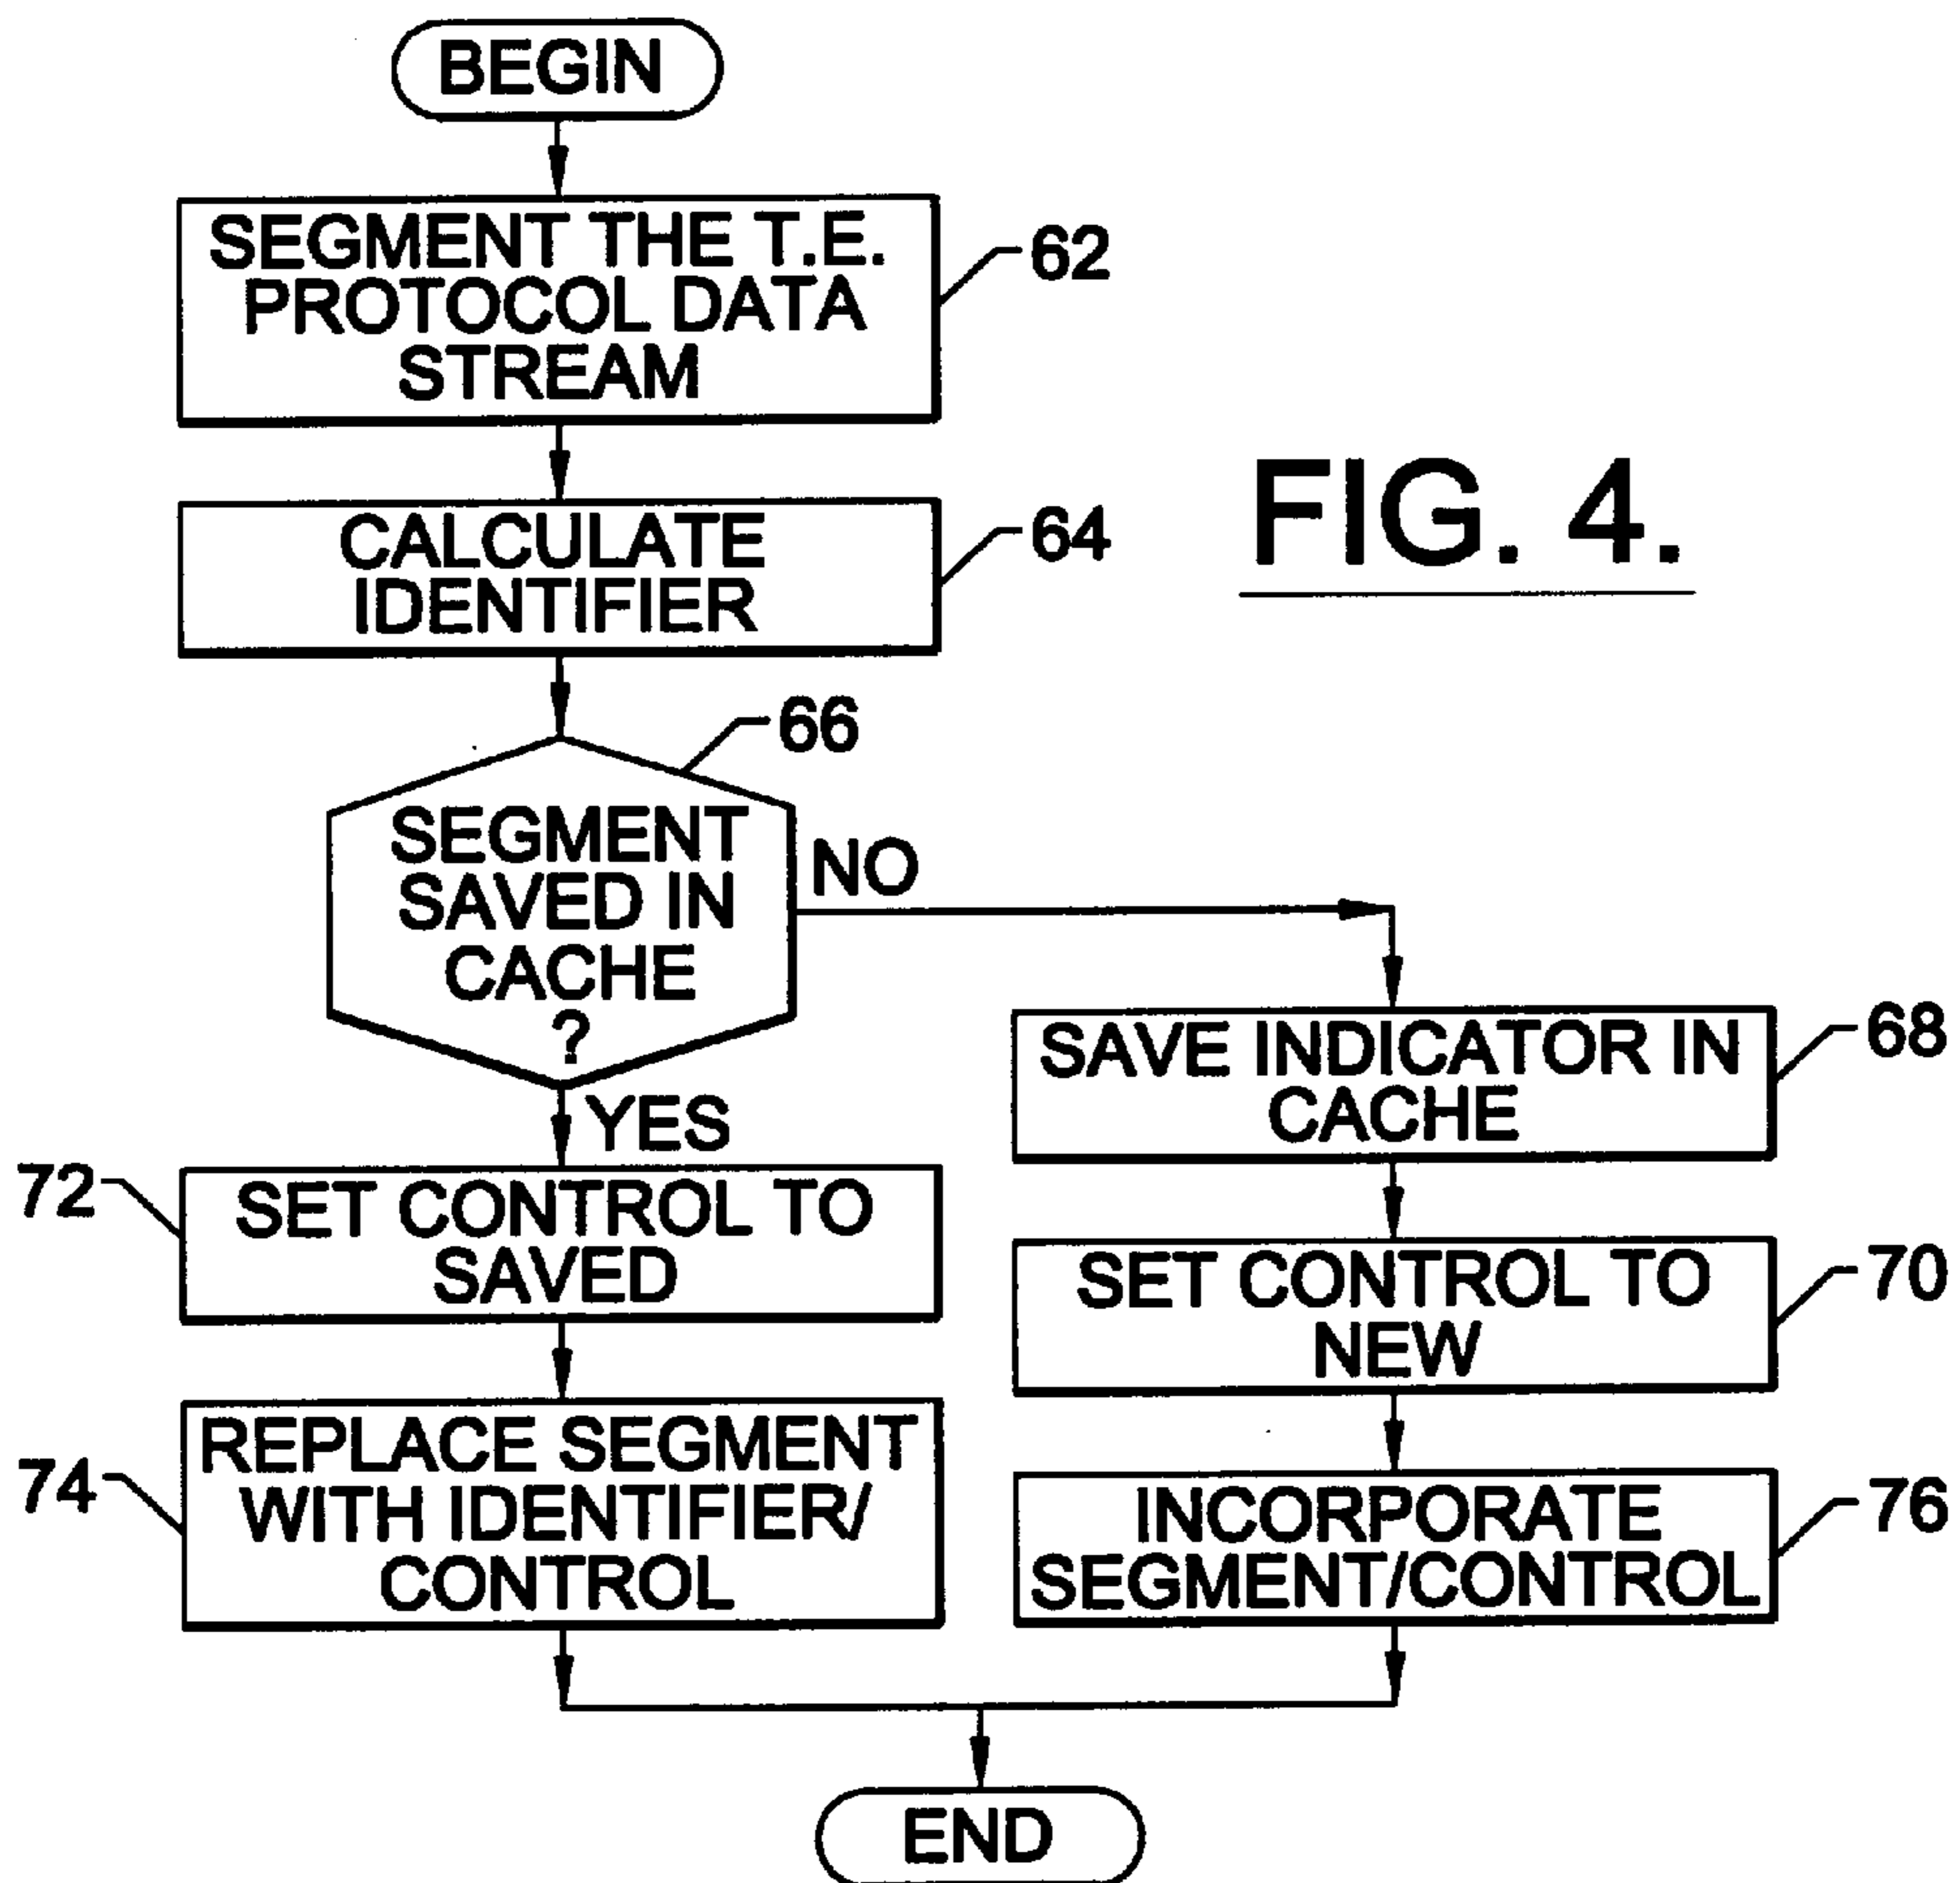 BEGIN
SEGMENT THE T.E.
PROTOCOL DATA
STREAM
62
CALCULATE
IDENTIFIER
64
FIG. 4.
66
SEGMENT
SAVED IN
CACHE
?
NO
YES
SAVE INDICATOR IN
CACHE
68
72
SET CONTROL TO
SAVED
SET CONTROL TO
NEW
70
74
REPLACE SEGMENT
WITH IDENTIFIER/
CONTROL
INCORPORATE
SEGMENT/CONTROL
76
END